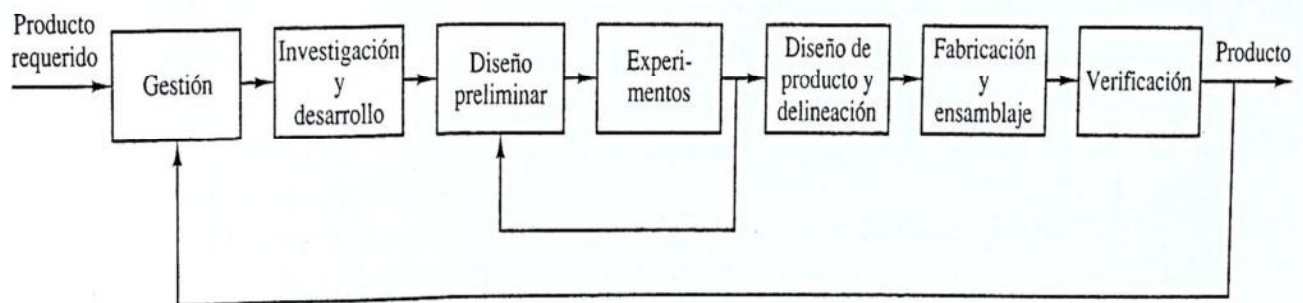 Producto
requerido
Gestión
Investigación
y
desarrollo
Diseño
preliminar
Experi-
mentos
Diseño de
producto y
delineación
Fabricación
y
ensamblaje
Verificación
Producto